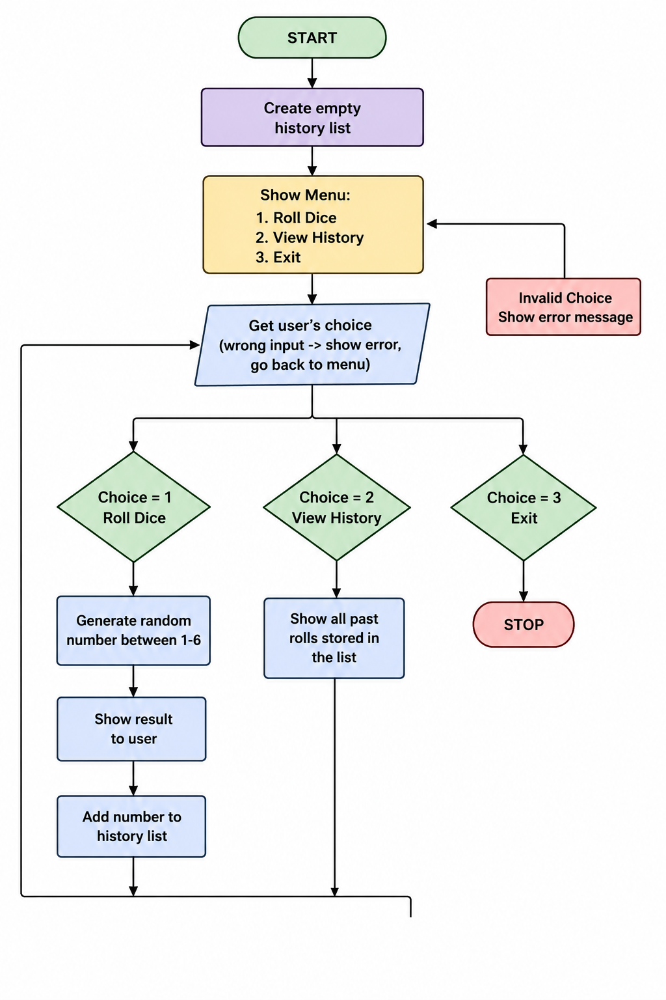 START
Create empty
history list
Show Menu:
1. Roll Dice
2. View History
3. Exit
Invalid Choice
Show error message
Get user’s choice
(wrong input -> show error,
go back to menu)
Choice = 1
Roll Dice
Choice = 2
View History
Choice = 3
Exit
Generate random
number between 1-6
Show all past
rolls stored in
the list
STOP
Show result
to user
Add number to
history list